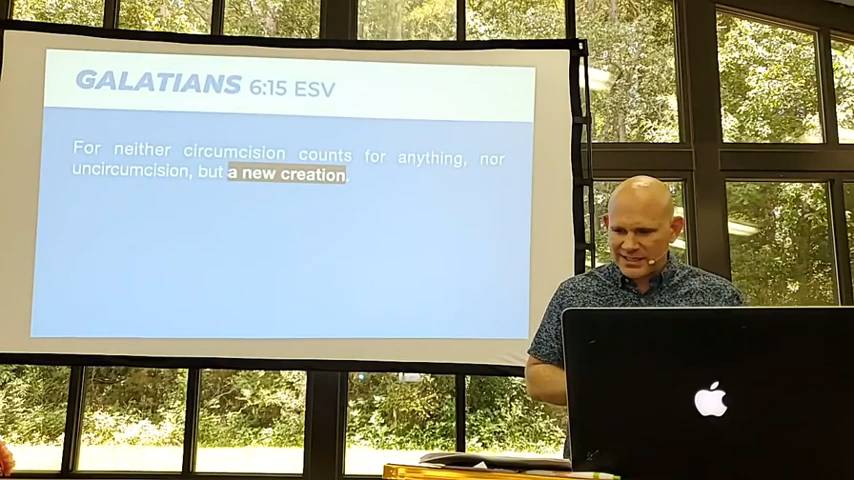 GALATIANS 6:15 ESV
For neither circumcision counts for anything, nor
uncircumcision, but a new creation.